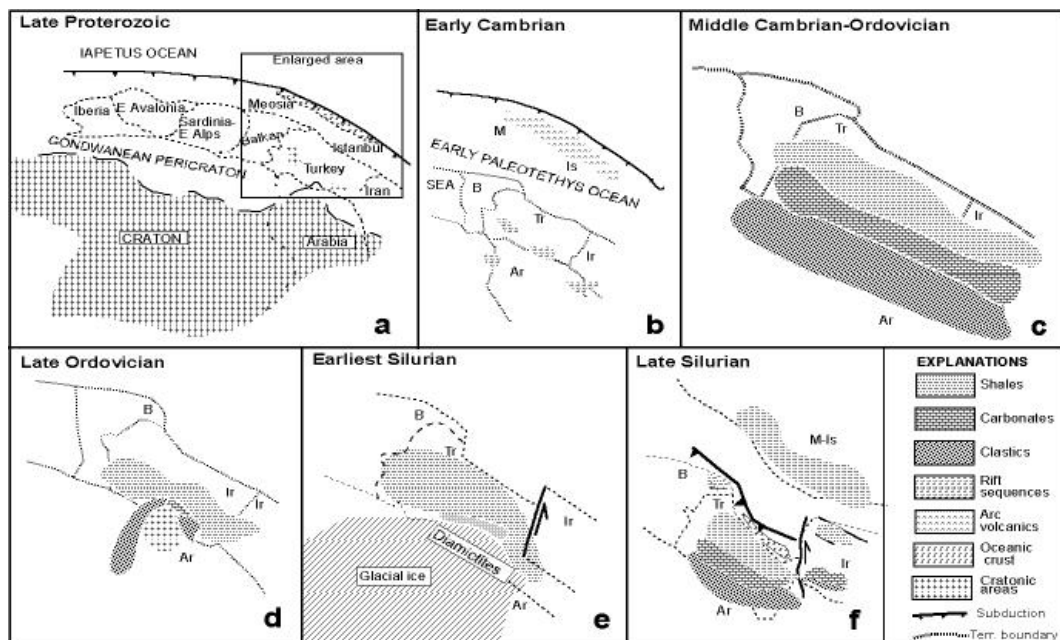 Late Proterozoic
IAPETUS OCEAN
Enlarged area
Iberia
E Avalonia
Sardinia-
E Alps
Meosia
Balkan
Istanbul
Turkey
Iran
GONDWANEAN PERICRATON
CRATON
Arabia
a
Early Cambrian
M
Is
EARLY PALEOTETHYS OCEAN
SEA
B
Tr
Ir
Ar
b
Middle Cambrian-Ordovician
B
Tr
Ir
Ar
c
Late Ordovician
B
Ir
Ir
Ar
d
Earliest Silurian
B
Tr
Ir
Diamictites
Glacial ice
Ar
e
Late Silurian
M-Is
B
Tr
Ir
Ar
f
EXPLANATIONS
Shales
Carbonates
Clastics
Rift
sequences
Arc
volcanics
Oceanic
crust
Cratonic
areas
Subduction
Terr. boundary